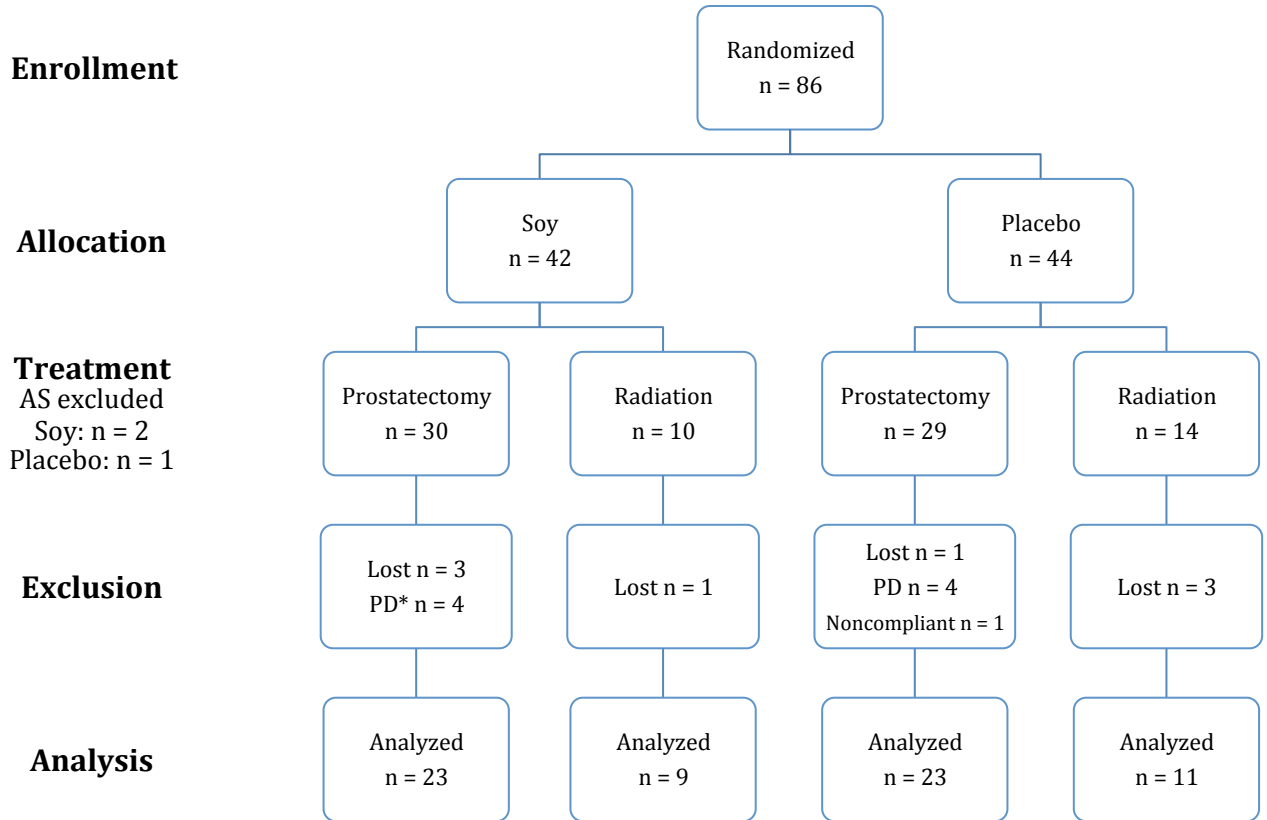 Enrollment
Randomized
n = 86
Allocation
Soy
n = 42
Placebo
n = 44
Treatment
AS excluded
Soy: n = 2
Placebo: n = 1
Prostatectomy
n = 30
Radiation
n = 10
Prostatectomy
n = 29
Radiation
n = 14
Exclusion
Lost n = 3
PD* n = 4
Lost n = 1
Lost n = 1
PD n = 4
Noncompliant n = 1
Lost n = 3
Analysis
Analyzed
n = 23
Analyzed
n = 9
Analyzed
n = 23
Analyzed
n = 11